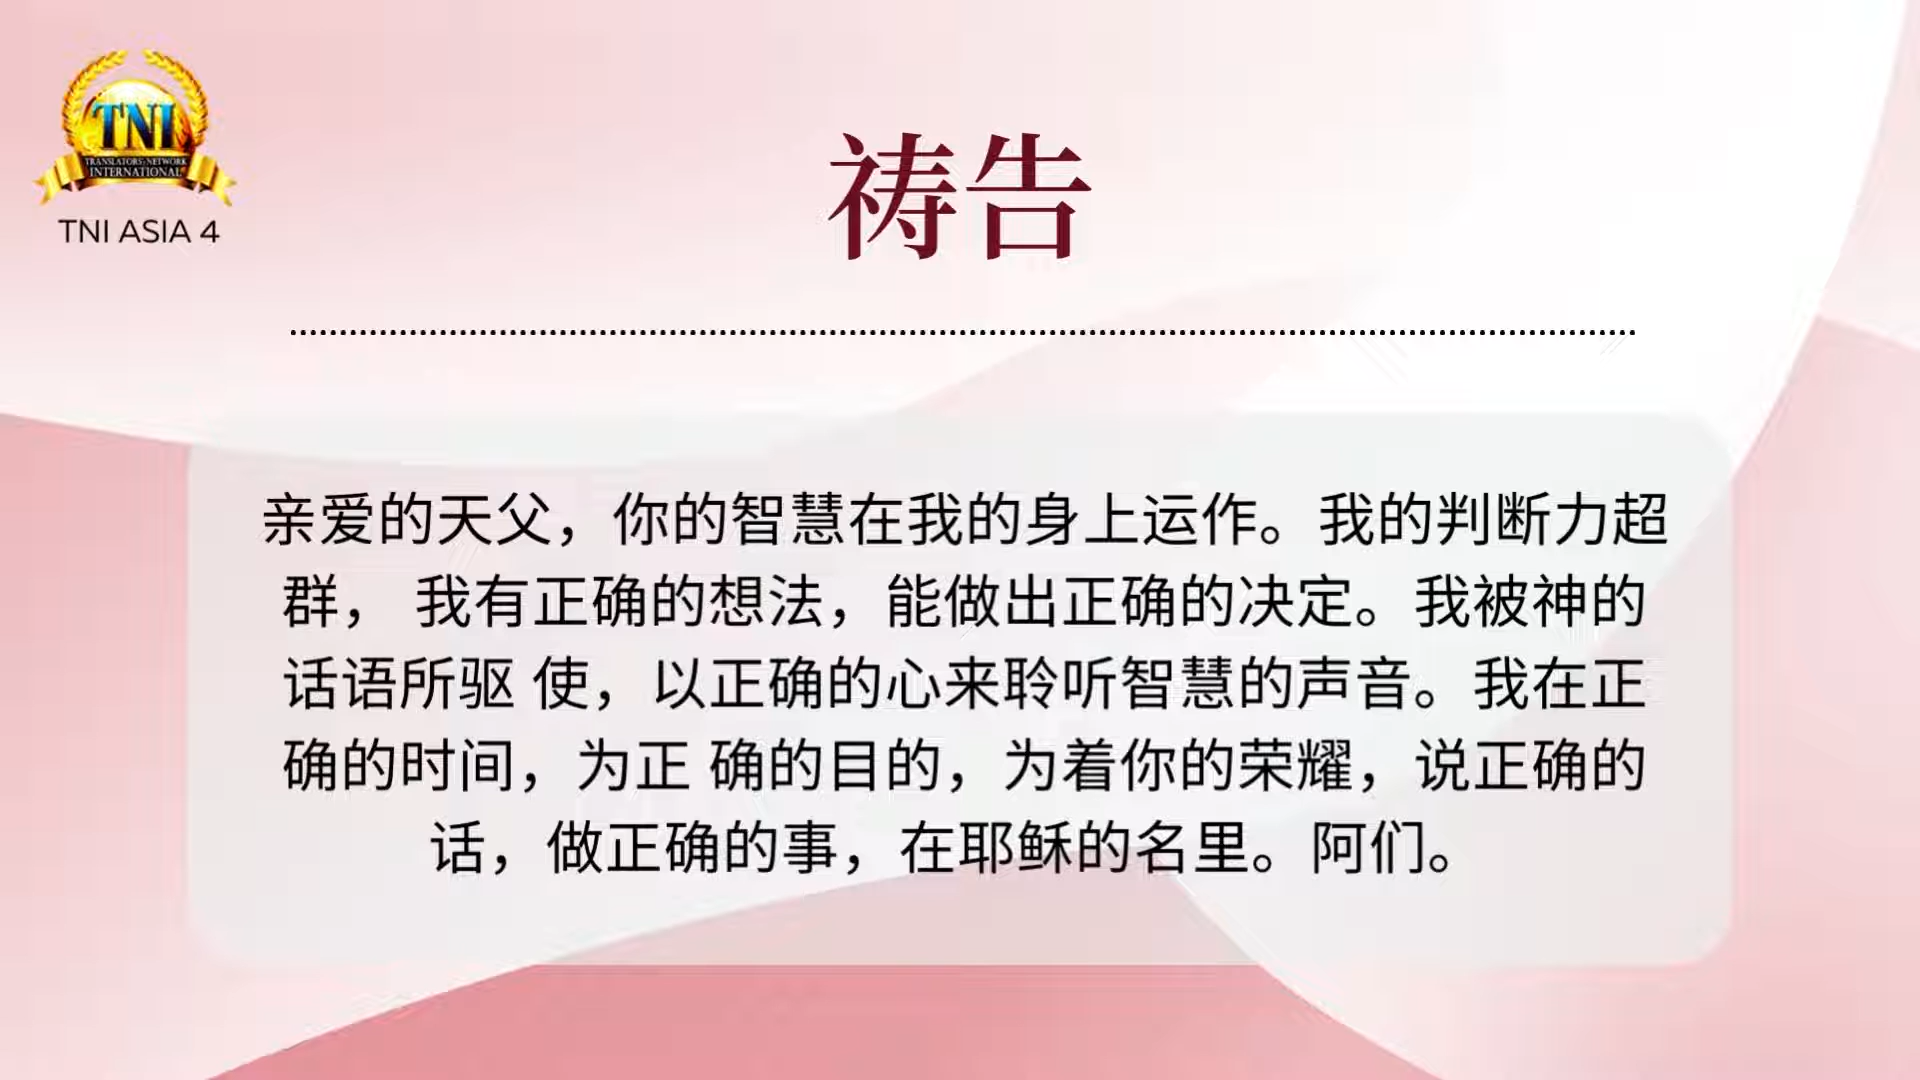 TNI
TRANSLATORS NETWORK
INTERNATIONAL
TNI ASIA 4
祷告
亲爱的天父，你的智慧在我的身上运作。我的判断力超
群， 我有正确的想法，能做出正确的决定。我被神的
话语所驱 使，以正确的心来聆听智慧的声音。我在正
确的时间，为正 确的目的，为着你的荣耀，说正确的
话，做正确的事，在耶稣的名里。阿们。